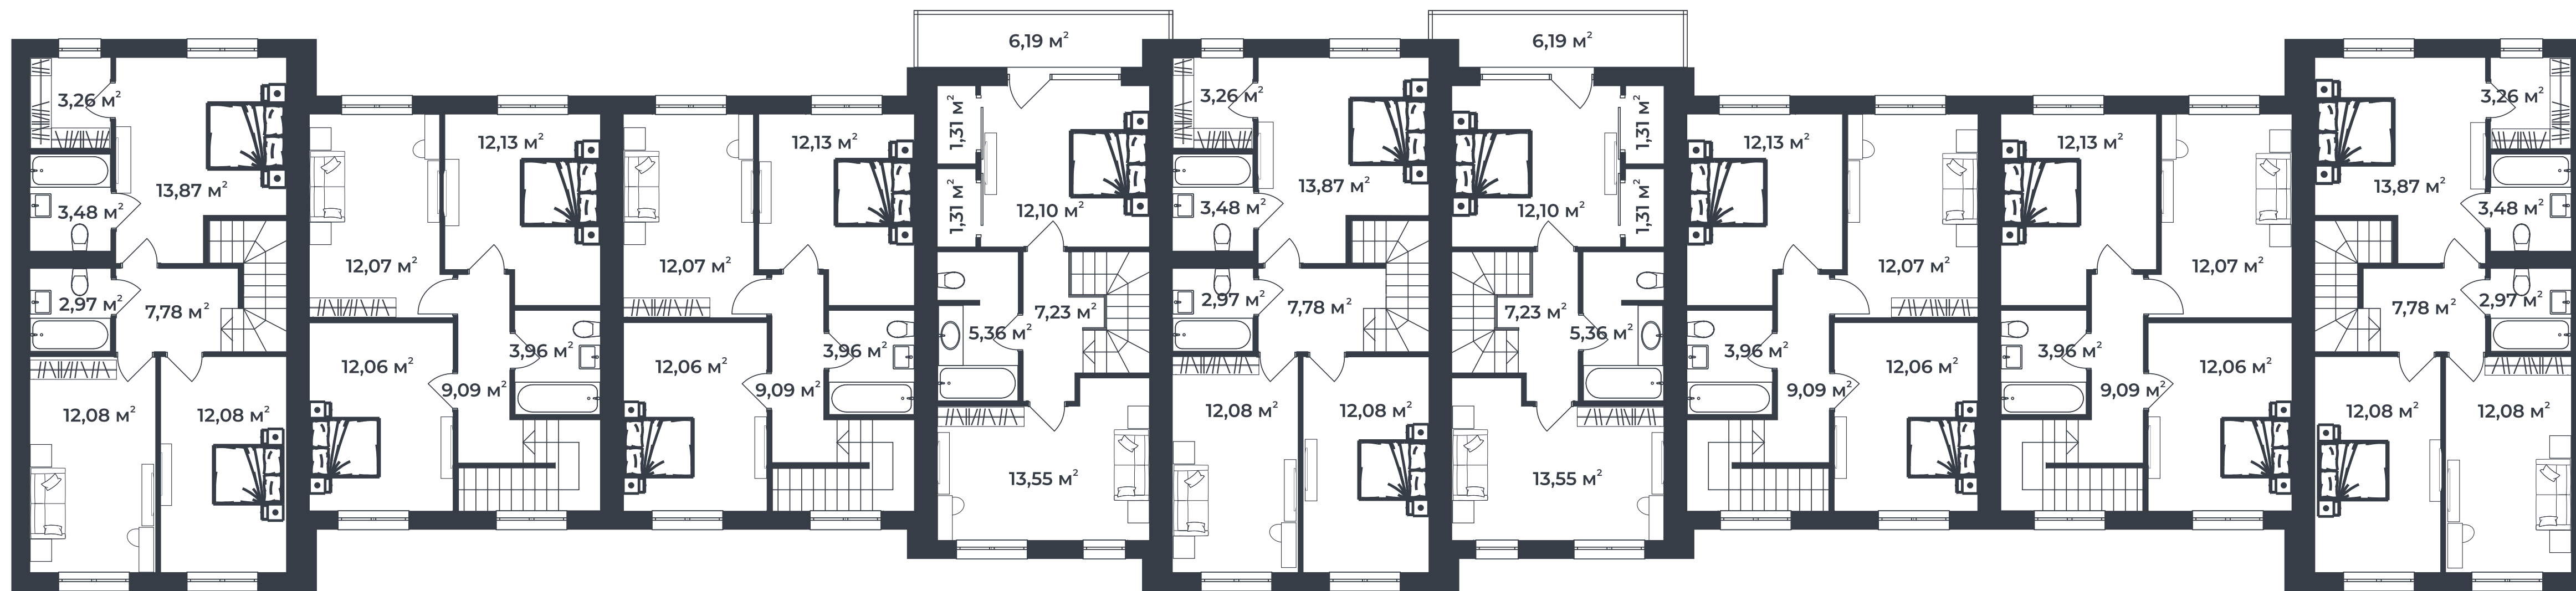 3,26 м²
13,87 м²
3,48 м²
2,97 м²
7,78 м²
12,08 м²
12,08 м²
12,13 м²
12,07 м²
12,06 м²
3,96 м²
9,09 м²
12,13 м²
12,07 м²
12,06 м²
3,96 м²
9,09 м²
6,19 м²
1,31 м²
1,31 м²
12,10 м²
7,23 м²
5,36 м²
13,55 м²
3,26 м²
13,87 м²
3,48 м²
2,97 м²
7,78 м²
12,08 м²
12,08 м²
6,19 м²
1,31 м²
1,31 м²
12,10 м²
7,23 м²
5,36 м²
13,55 м²
12,13 м²
12,07 м²
3,96 м²
12,06 м²
9,09 м²
12,13 м²
12,07 м²
3,96 м²
12,06 м²
9,09 м²
3,26 м²
13,87 м²
3,48 м²
2,97 м²
7,78 м²
12,08 м²
12,08 м²